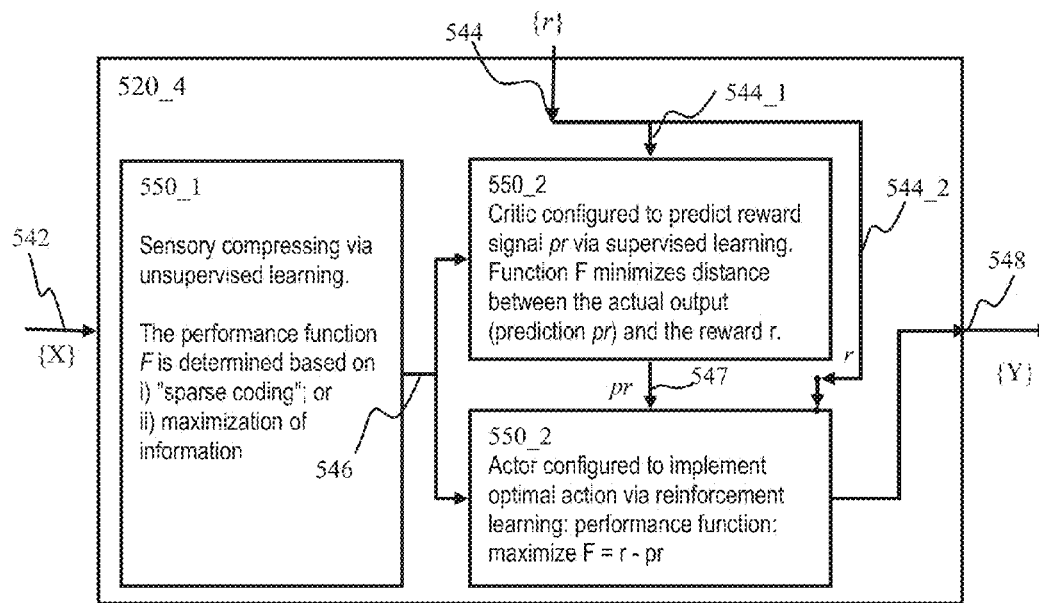 544
{r}
520_4
544_1
550_1
Sensory compressing via
unsupervised learning.
The performance function
F is determined based on
i) "sparse coding"; or
ii) maximization of
information
550_2
Critic configured to predict reward
signal pr via supervised learning.
Function F minimizes distance
between the actual output
(prediction pr) and the reward r.
544_2
542
{X}
548
{Y}
r
pr
547
546
550_2
Actor configured to implement
optimal action via reinforcement
learning: performance function:
maximize F = r - pr